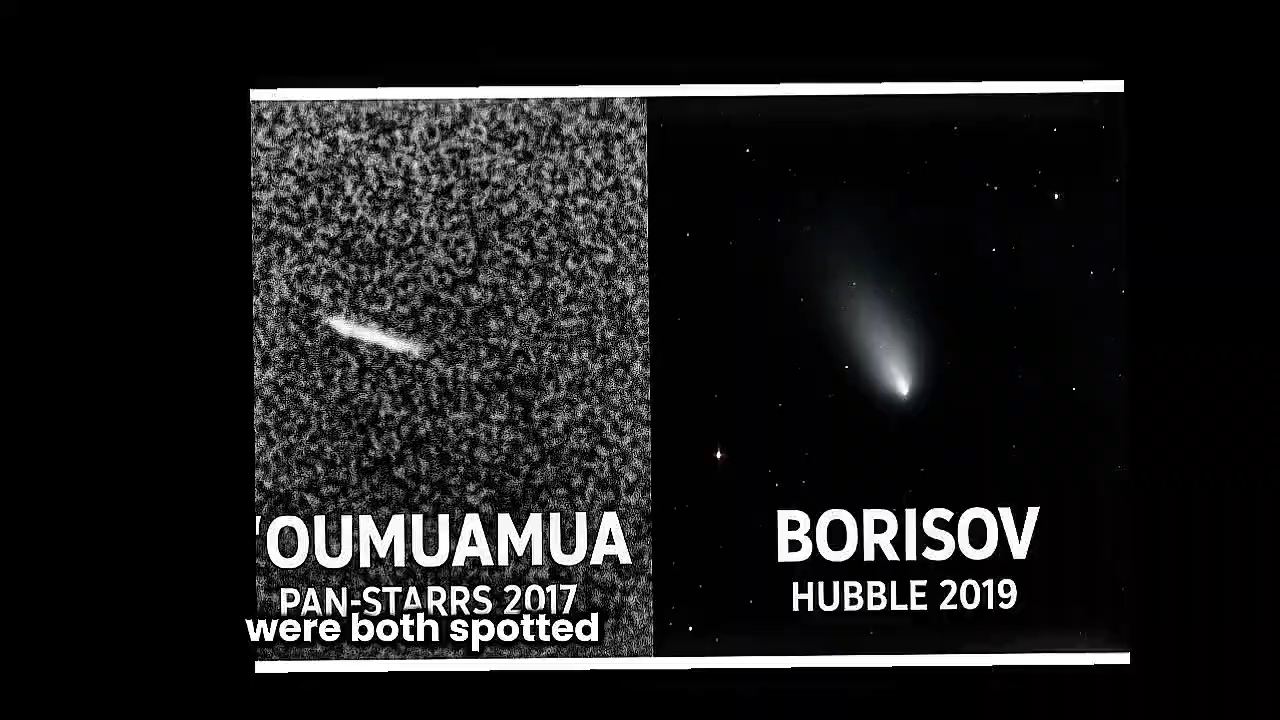 'OUMUAMUA
PAN-STARRS 2017
were both spotted
BORISOV
HUBBLE 2019